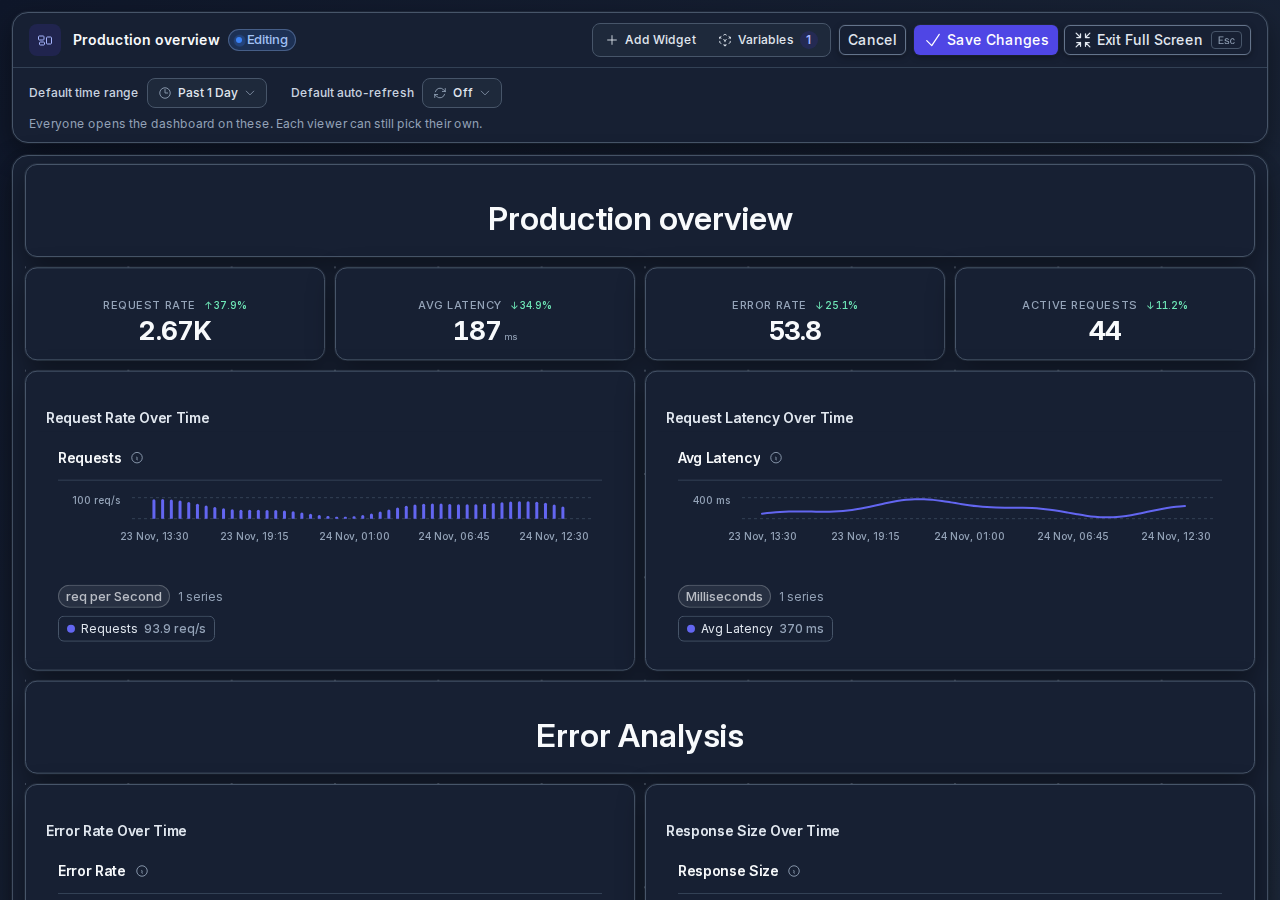 Production overview Editing Add Widget Variables 1 Cancel Save Changes Exit Full Screen Esc
Default time range Past 1 Day Default auto-refresh Off
Everyone opens the dashboard on these. Each viewer can still pick their own.
Production overview
REQUEST RATE ↑37.9% AVG LATENCY ↓34.9% ERROR RATE ↓25.1% ACTIVE REQUESTS ↓11.2%
2.67K 187 ms 53.8 44
Request Rate Over Time Request Latency Over Time
Requests Avg Latency
100 req/s 400 ms
23 Nov, 13:30 23 Nov, 19:15 24 Nov, 01:00 24 Nov, 06:45 24 Nov, 12:30 23 Nov, 13:30 23 Nov, 19:15 24 Nov, 01:00 24 Nov, 06:45 24 Nov, 12:30
req per Second 1 series Milliseconds 1 series
Requests 93.9 req/s Avg Latency 370 ms
Error Analysis
Error Rate Over Time Response Size Over Time
Error Rate Response Size